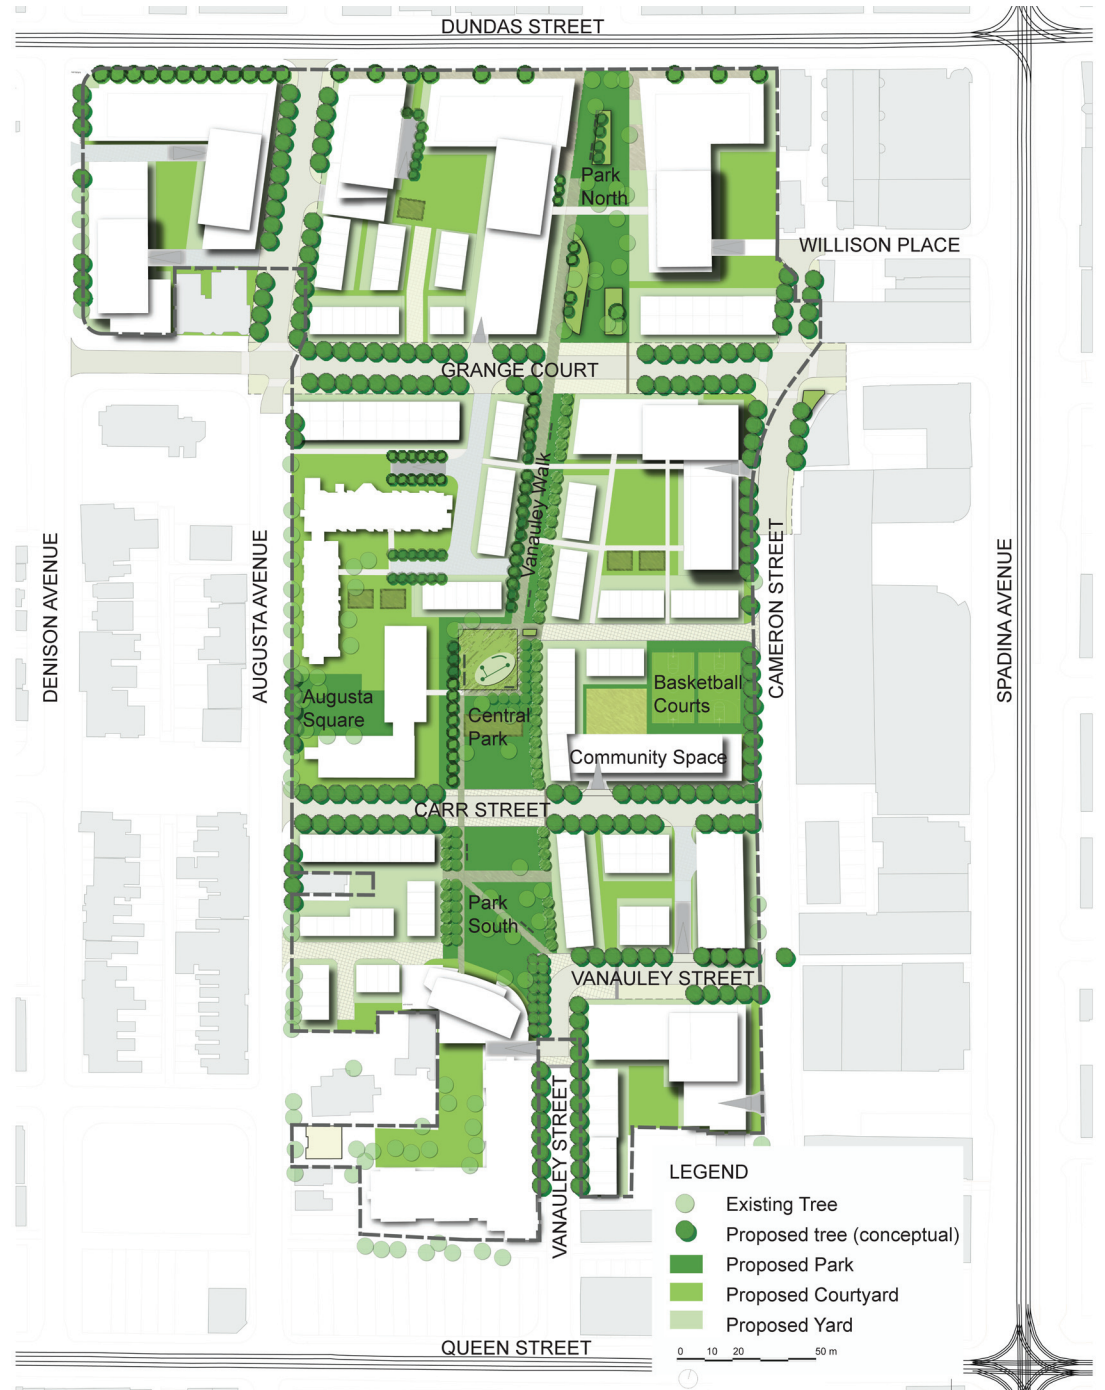 DUNDAS STREET
Park
North
WILLISON PLACE
GRANGE COURT
Vanauley Walk
DENISON AVENUE
AUGUSTA AVENUE
CAMERON STREET
SPADINA AVENUE
Augusta
Square
Basketball
Courts
Central
Park
Community Space
CARR STREET
Park
South
VANAULEY STREET
VANAULEY STREET
LEGEND
Existing Tree
Proposed tree (conceptual)
Proposed Park
Proposed Courtyard
Proposed Yard
0 10 20 50 m
QUEEN STREET